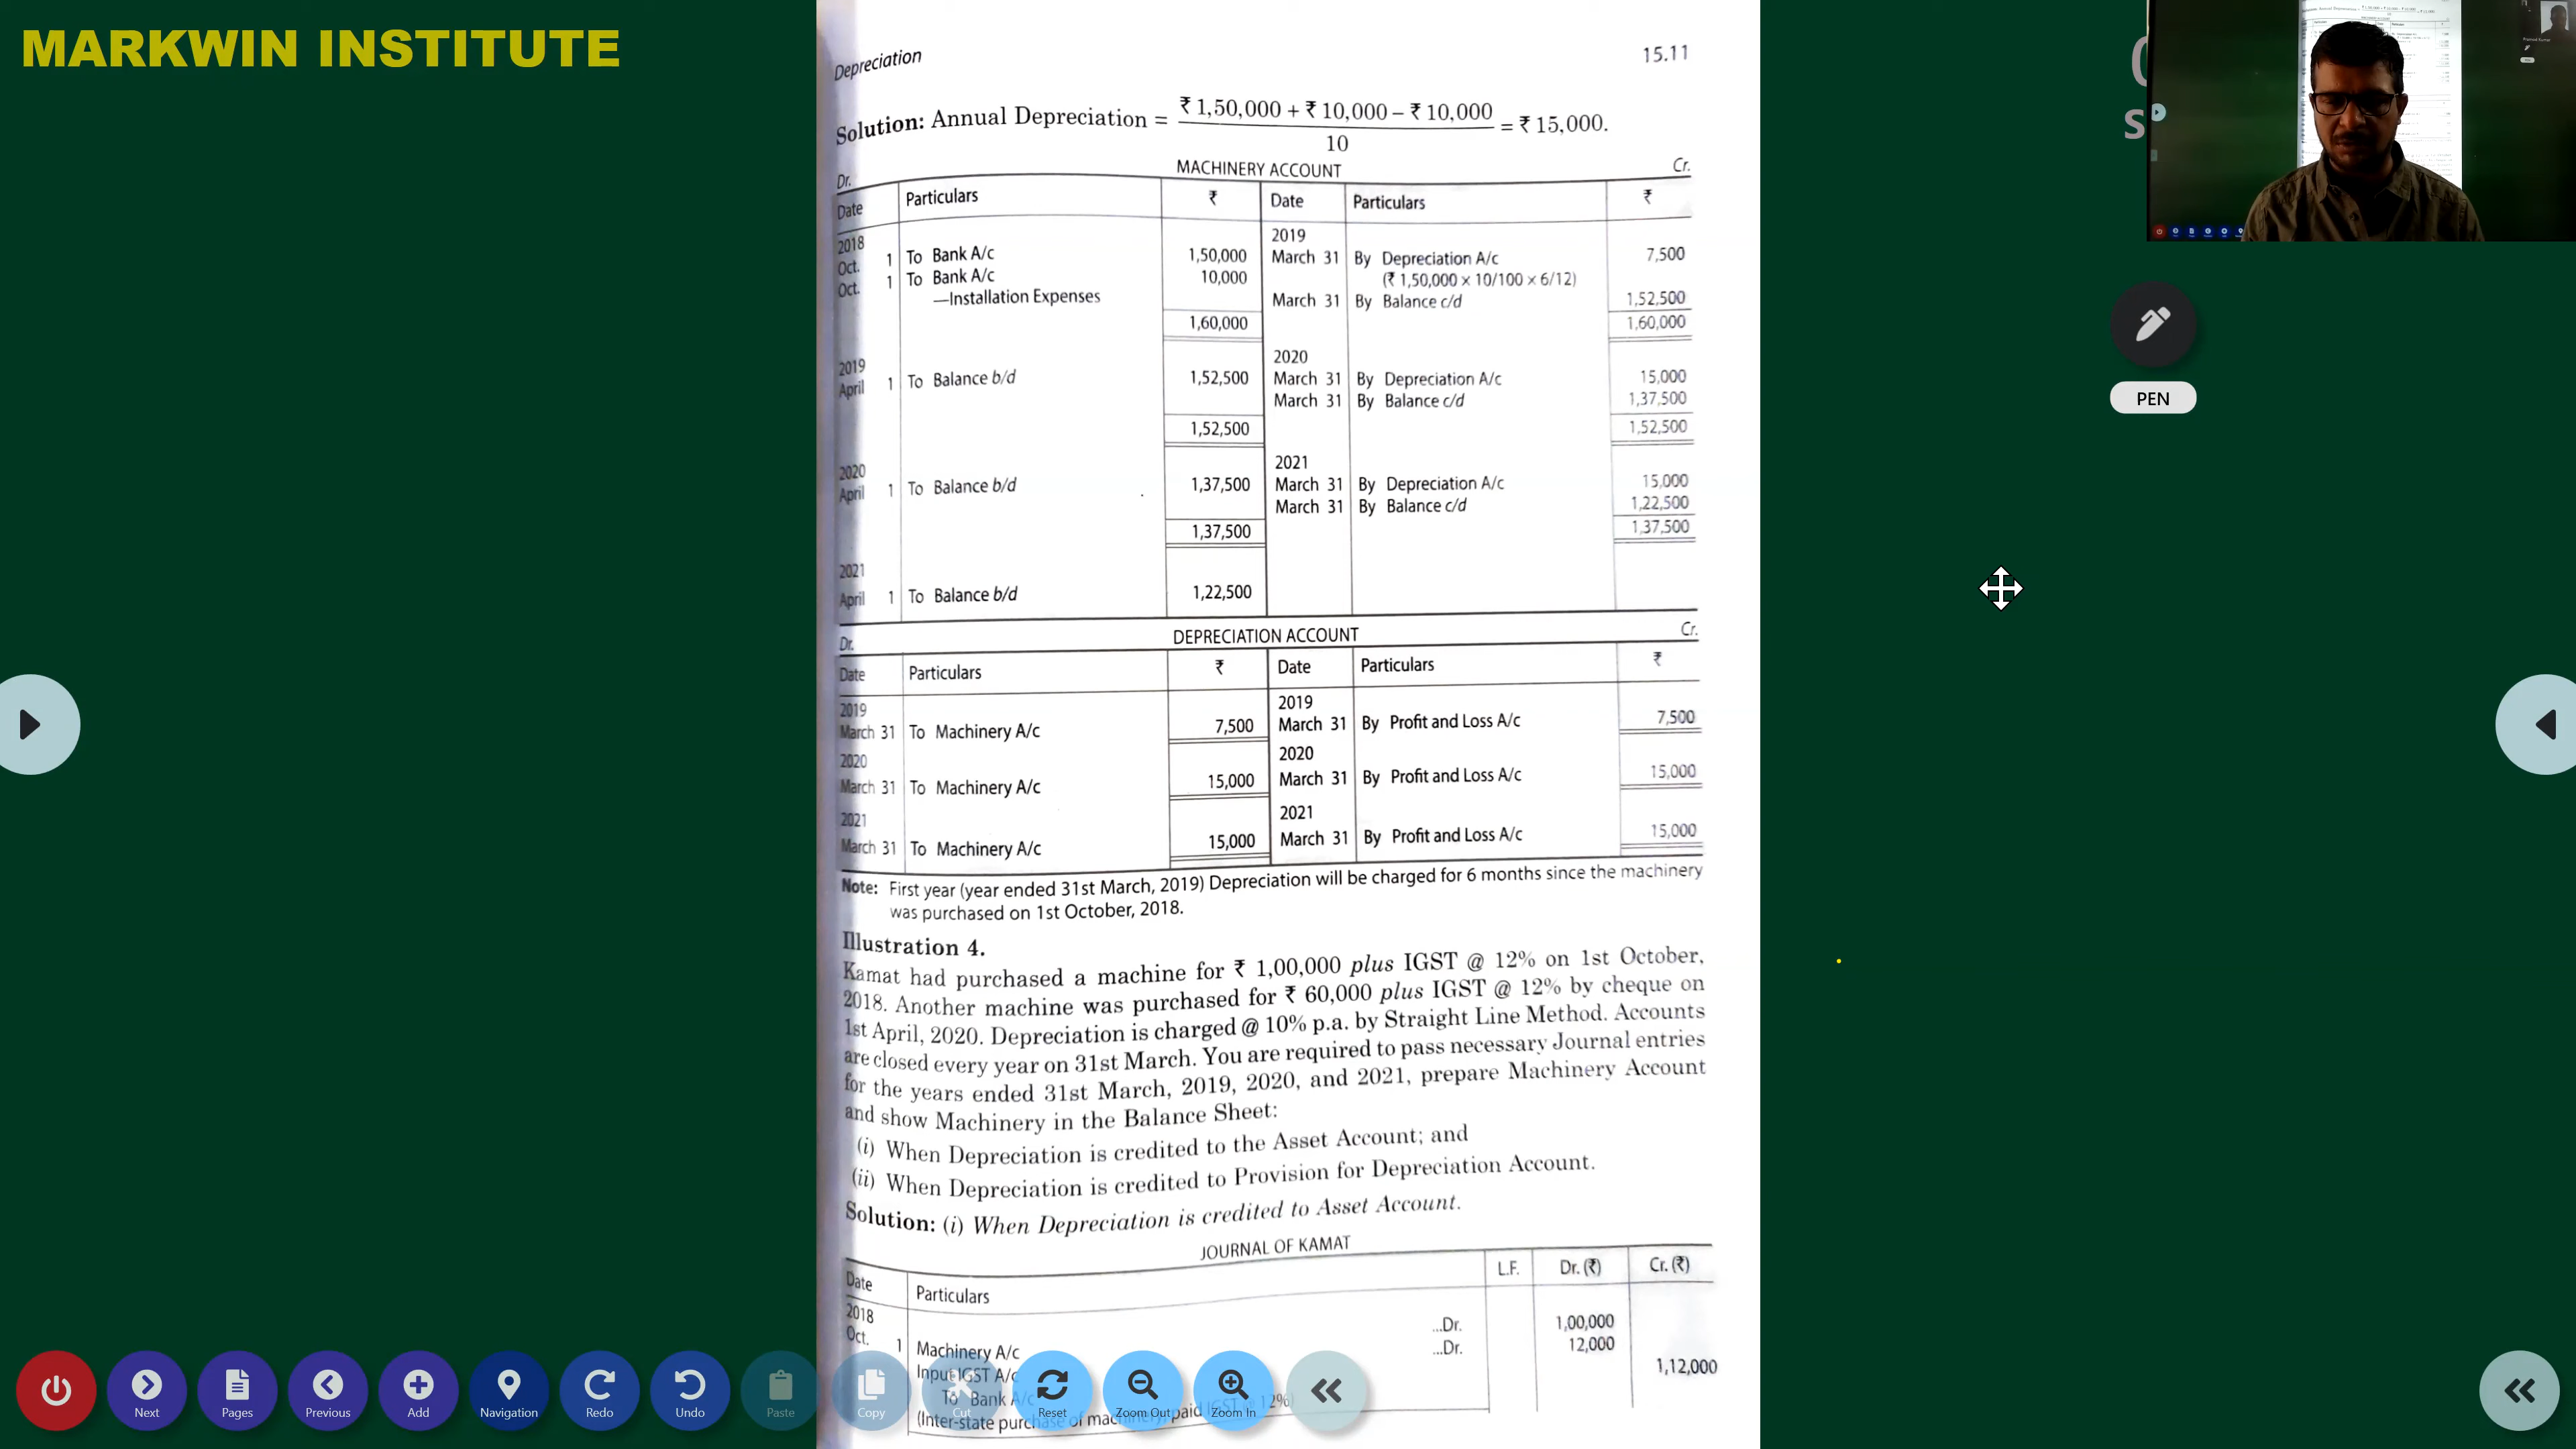 MARKWIN INSTITUTE
Depreciation 15.11
Solution: Annual Depreciation = ₹ 1,50,000 + ₹ 10,000 – ₹ 10,000 / 10 = ₹ 15,000.
MACHINERY ACCOUNT
Dr. Cr.
Date Particulars ₹ Date Particulars ₹
2018 2019
Oct. 1 To Bank A/c 1,50,000 March 31 By Depreciation A/c 7,500
Oct. 1 To Bank A/c 10,000 (₹ 1,50,000 × 10/100 × 6/12)
—Installation Expenses March 31 By Balance c/d 1,52,500
1,60,000 1,60,000
2019 2020
April 1 To Balance b/d 1,52,500 March 31 By Depreciation A/c 15,000
March 31 By Balance c/d 1,37,500
1,52,500 1,52,500
2020 2021
April 1 To Balance b/d 1,37,500 March 31 By Depreciation A/c 15,000
March 31 By Balance c/d 1,22,500
1,37,500 1,37,500
2021
April 1 To Balance b/d 1,22,500
DEPRECIATION ACCOUNT
Dr. Cr.
Date Particulars ₹ Date Particulars ₹
2019 2019
March 31 To Machinery A/c 7,500 March 31 By Profit and Loss A/c 7,500
2020 2020
March 31 To Machinery A/c 15,000 March 31 By Profit and Loss A/c 15,000
2021 2021
March 31 To Machinery A/c 15,000 March 31 By Profit and Loss A/c 15,000
Note: First year (year ended 31st March, 2019) Depreciation will be charged for 6 months since the machinery
was purchased on 1st October, 2018.
Illustration 4.
Kamat had purchased a machine for ₹ 1,00,000 plus IGST @ 12% on 1st October,
2018. Another machine was purchased for ₹ 60,000 plus IGST @ 12% by cheque on
1st April, 2020. Depreciation is charged @ 10% p.a. by Straight Line Method. Accounts
are closed every year on 31st March. You are required to pass necessary Journal entries
for the years ended 31st March, 2019, 2020, and 2021, prepare Machinery Account
and show Machinery in the Balance Sheet:
(i) When Depreciation is credited to the Asset Account; and
(ii) When Depreciation is credited to Provision for Depreciation Account.
Solution: (i) When Depreciation is credited to Asset Account.
JOURNAL OF KAMAT
Date Particulars L.F. Dr. (₹) Cr. (₹)
2018
Oct. 1 Machinery A/c ...Dr. 1,00,000
Input IGST A/c ...Dr. 12,000
To Bank A/c 1,12,000
(Inter-state purchase of machinery, paid IGST @ 12%)
PEN
Next
Pages
Previous
Add
Navigation
Redo
Undo
Paste
Copy
Cut
Reset
Zoom Out
Zoom In